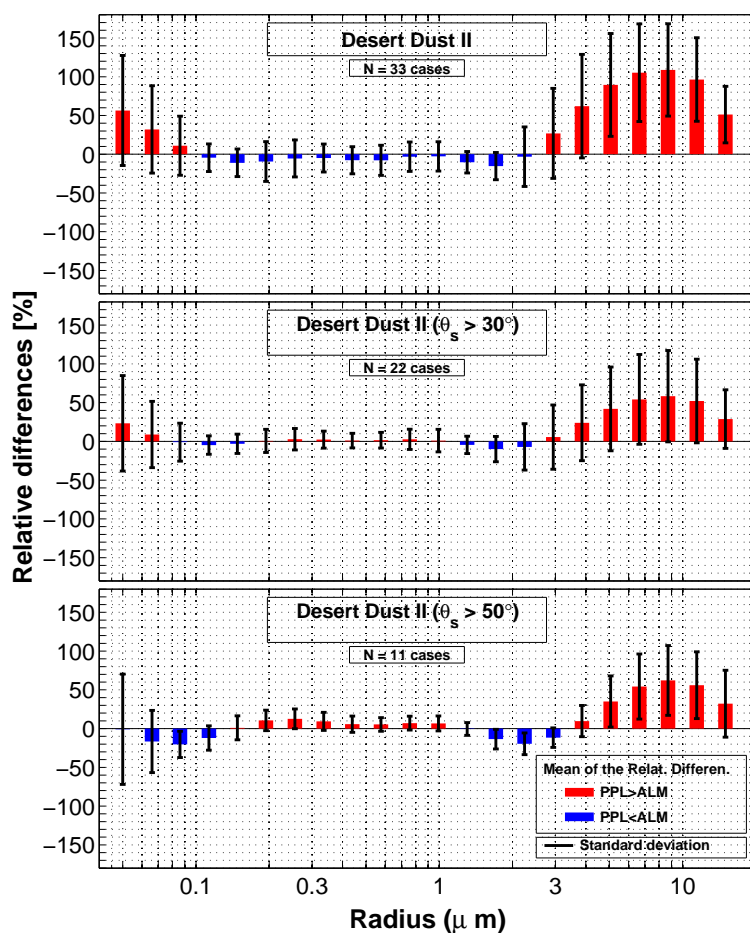 Relative differences [%]
150
100
50
0
−50
−100
−150
Desert Dust II
N = 33 cases
150
100
50
0
−50
−100
−150
Desert Dust II (θs > 30°)
N = 22 cases
150
100
50
0
−50
−100
−150
Desert Dust II (θs > 50°)
N = 11 cases
Mean of the Relat. Differen.
PPL>ALM
PPL<ALM
Standard deviation
0.1 0.3 1 3 10
Radius (μ m)